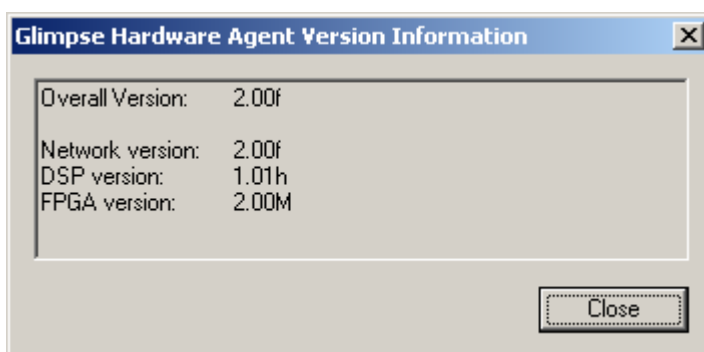 Glimpse Hardware Agent Version Information
Overall Version: 2.00f
Network version: 2.00f
DSP version: 1.01h
FPGA version: 2.00M
Close